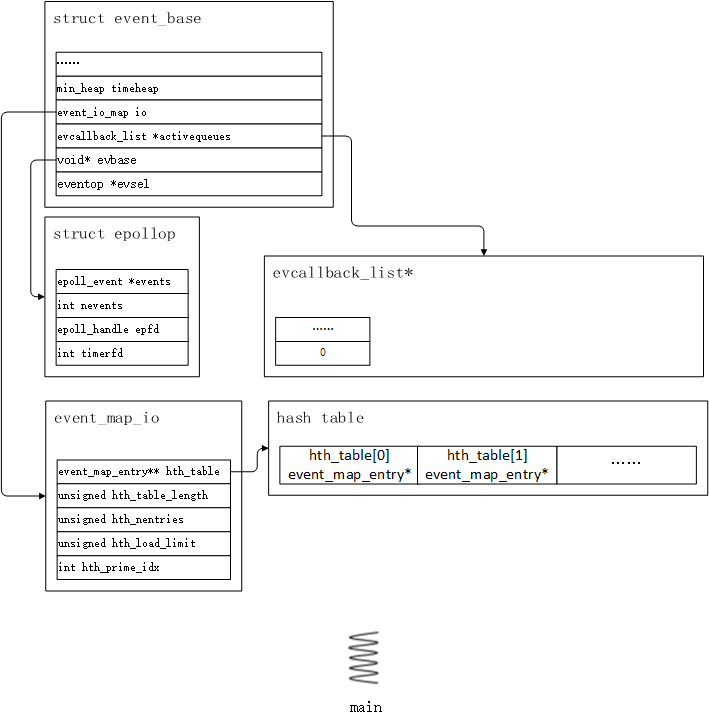 struct event_base
······
min_heap timeheap
event_io_map io
evcallback_list *activequeues
void* evbase
eventop *evsel
struct epollop
epoll_event *events
int nevents
epoll_handle epfd
int timerfd
evcallback_list*
······
0
event_map_io
event_map_entry** hth_table
unsigned hth_table_length
unsigned hth_nentries
unsigned hth_load_limit
int hth_prime_idx
hash table
hth_table[0]
event_map_entry*
hth_table[1]
event_map_entry*
······
main